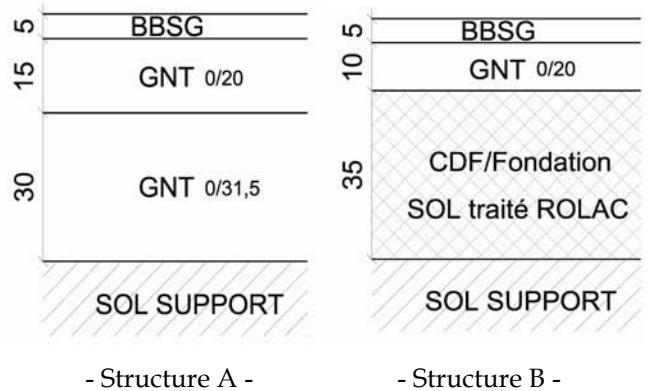 5
BBSG
15
GNT 0/20
30
GNT 0/31,5
SOL SUPPORT
- Structure A -
5
BBSG
10
GNT 0/20
35
CDF/Fondation
SOL traité ROLAC
SOL SUPPORT
- Structure B -